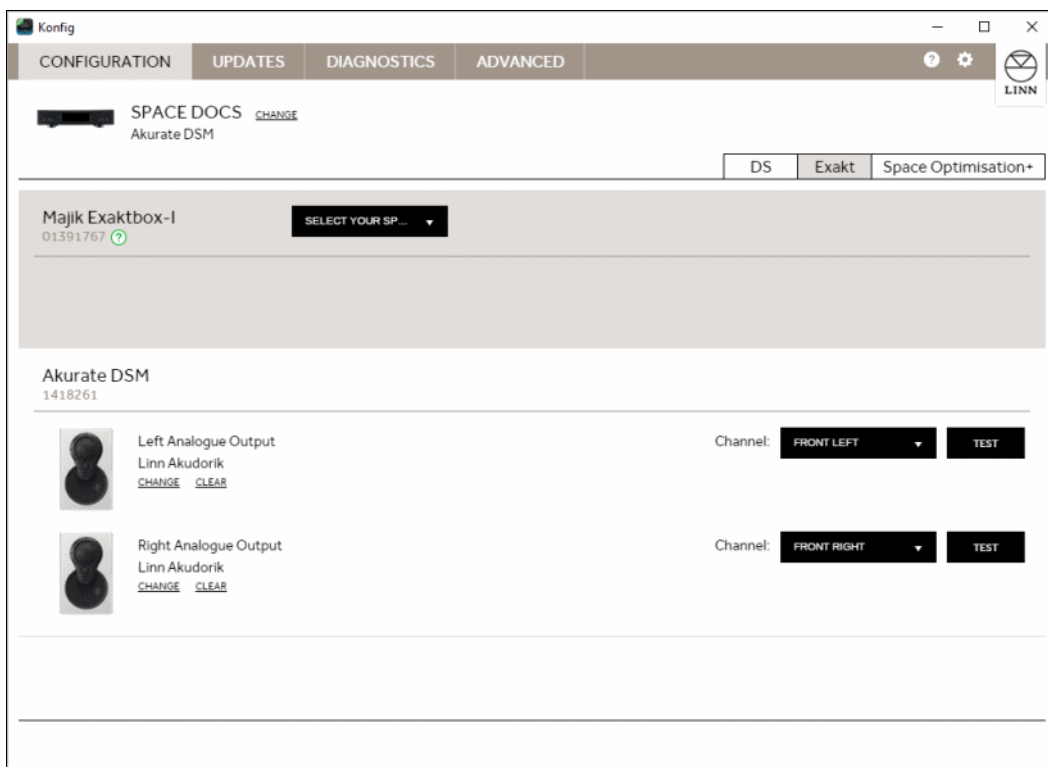 Konfig
CONFIGURATION UPDATES DIAGNOSTICS ADVANCED ?
LINN
SPACE DOCS CHANGE
Akurate DSM
DS Exakt Space Optimisation+
Majik Exaktbox-I SELECT YOUR SP...
01391767 ?
Akurate DSM
1418261
Left Analogue Output Channel: FRONT LEFT TEST
Linn Akudorik
CHANGE CLEAR
Right Analogue Output Channel: FRONT RIGHT TEST
Linn Akudorik
CHANGE CLEAR